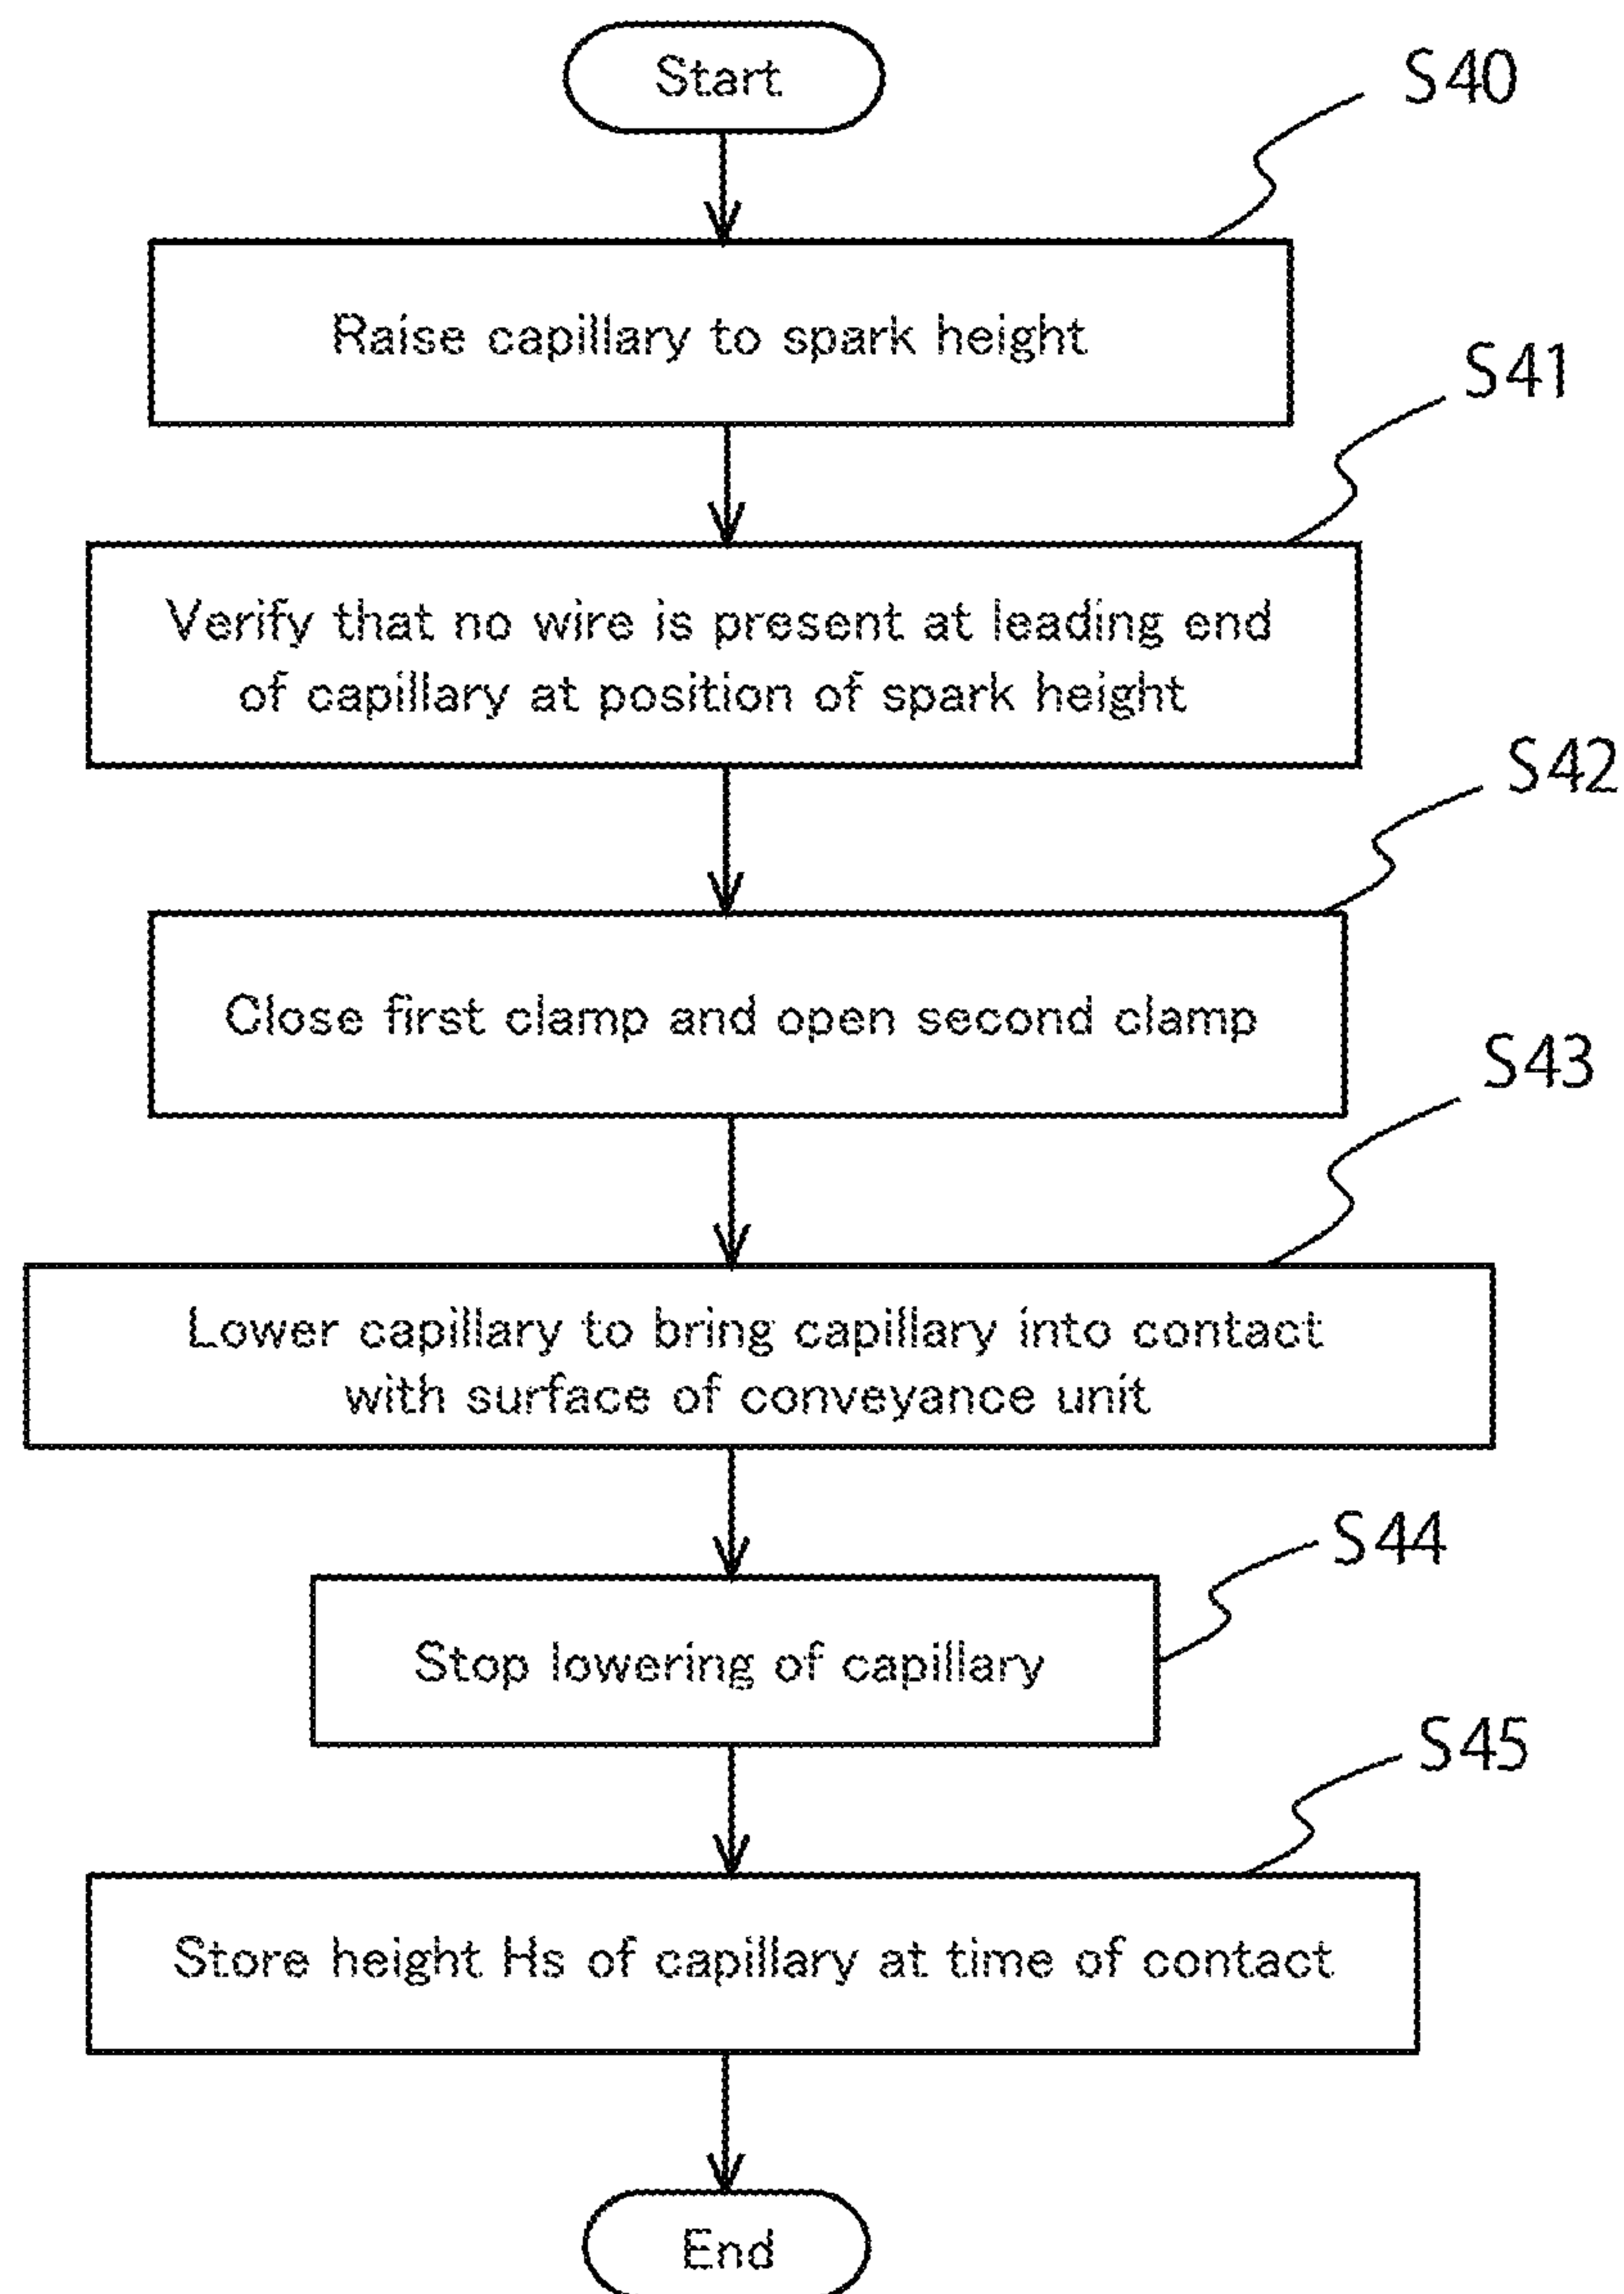 Start
S40
Raise capillary to spark height
S41
Verify that no wire is present at leading end
of capillary at position of spark height
S42
Close first clamp and open second clamp
S43
Lower capillary to bring capillary into contact
with surface of conveyance unit
S44
Stop lowering of capillary
S45
Store height Hs of capillary at time of contact
End